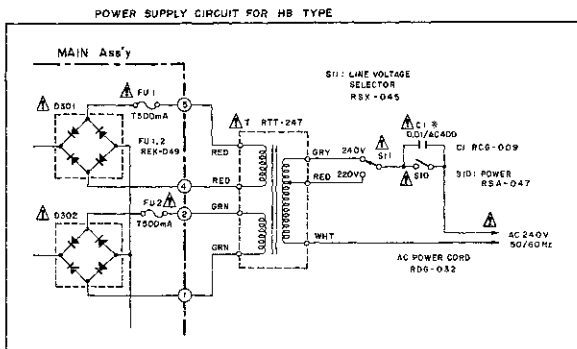 POWER SUPPLY CIRCUIT FOR HB TYPE
MAIN Ass'y
S11: LINE VOLTAGE
SELECTOR
RSX-045
D301
FU1
T500mA
5
T RTT-247
C1
0.01/AC400
C1 RCG-009
FU1,2
REK-049
RED
GRY
240V
S11
S10
S101 POWER
RSA-047
4
RED
RED
220V
D302
FU2
T500mA
2
GRN
WHT
AC 240V
50/60Hz
GRN
AC POWER CORD
RDG-032
1